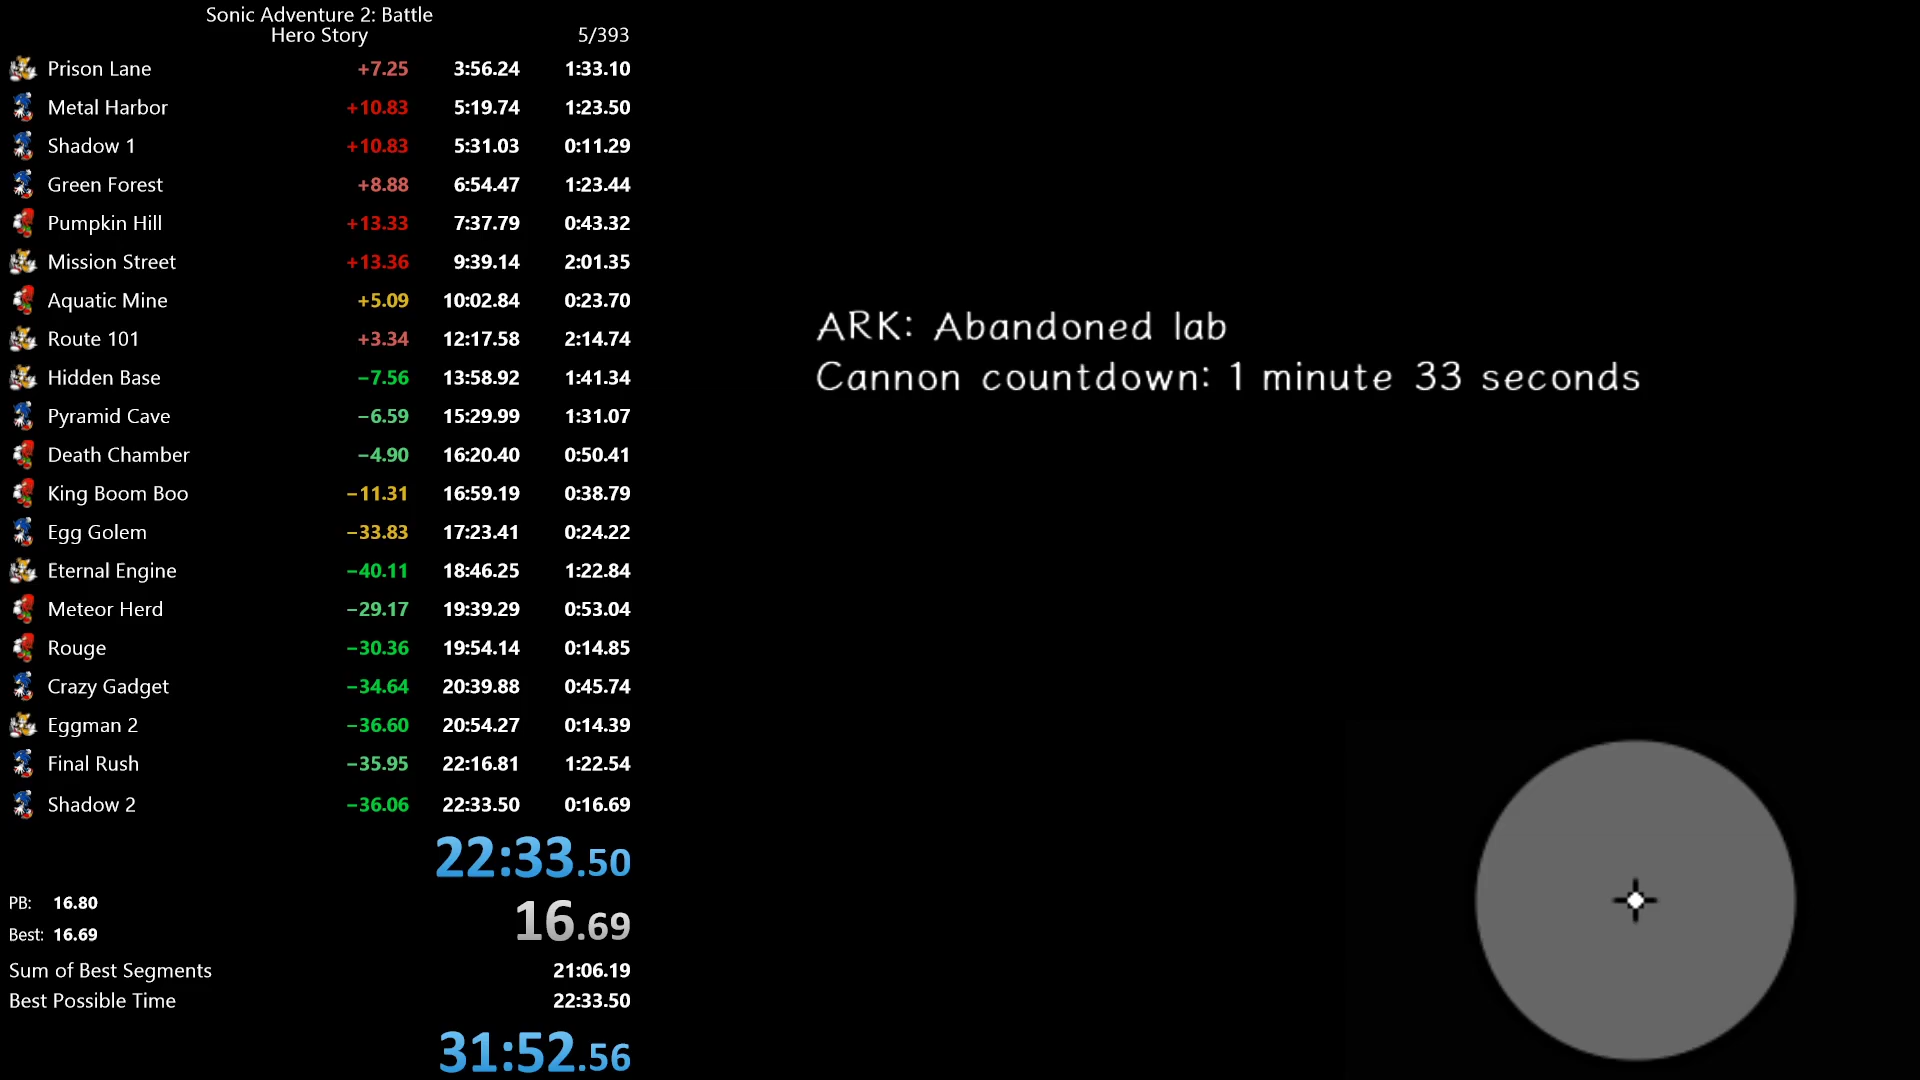 Sonic Adventure 2: Battle
Hero Story 5/393
Prison Lane +7.25 3:56.24 1:33.10
Metal Harbor +10.83 5:19.74 1:23.50
Shadow 1 +10.83 5:31.03 0:11.29
Green Forest +8.88 6:54.47 1:23.44
Pumpkin Hill +13.33 7:37.79 0:43.32
Mission Street +13.36 9:39.14 2:01.35
Aquatic Mine +5.09 10:02.84 0:23.70
Route 101 +3.34 12:17.58 2:14.74
Hidden Base −7.56 13:58.92 1:41.34
Pyramid Cave −6.59 15:29.99 1:31.07
Death Chamber −4.90 16:20.40 0:50.41
King Boom Boo −11.31 16:59.19 0:38.79
Egg Golem −33.83 17:23.41 0:24.22
Eternal Engine −40.11 18:46.25 1:22.84
Meteor Herd −29.17 19:39.29 0:53.04
Rouge −30.36 19:54.14 0:14.85
Crazy Gadget −34.64 20:39.88 0:45.74
Eggman 2 −36.60 20:54.27 0:14.39
Final Rush −35.95 22:16.81 1:22.54
Shadow 2 −36.06 22:33.50 0:16.69
22:33.50
PB: 16.80
Best: 16.69
16.69
Sum of Best Segments 21:06.19
Best Possible Time 22:33.50
31:52.56
ARK: Abandoned lab
Cannon countdown: 1 minute 33 seconds